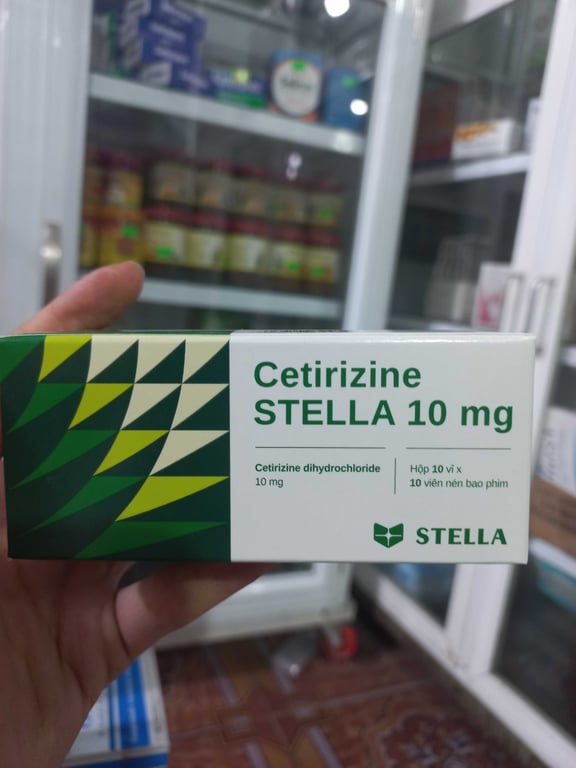 Cetirizine
STELLA 10 mg
Cetirizine dihydrochloride
10 mg
Hộp 10 vỉ x
10 viên nén bao phim
STELLA